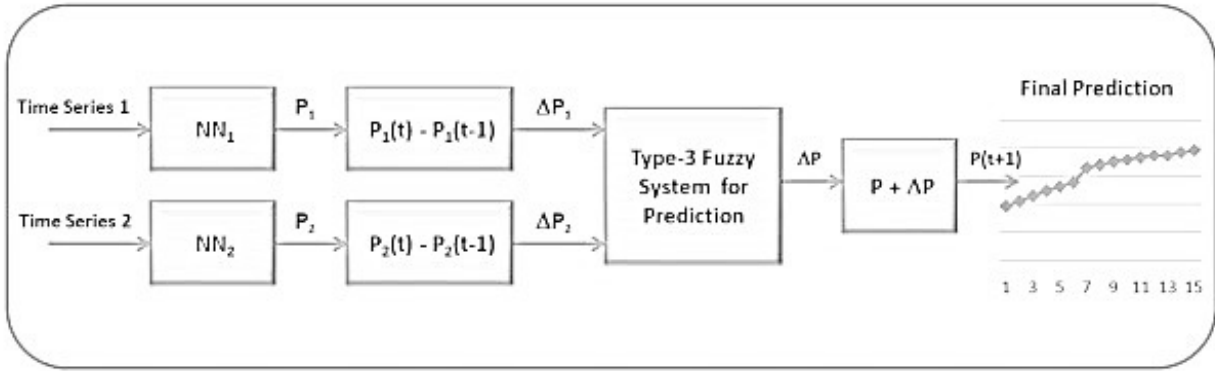 Time Series 1
NN₁
P₁
P₁(t) - P₁(t-1)
ΔP₁
Time Series 2
NN₂
P₂
P₂(t) - P₂(t-1)
ΔP₂
Type-3 Fuzzy
System for
Prediction
ΔP
P + ΔP
P(t+1)
Final Prediction
1 3 5 7 9 11 13 15